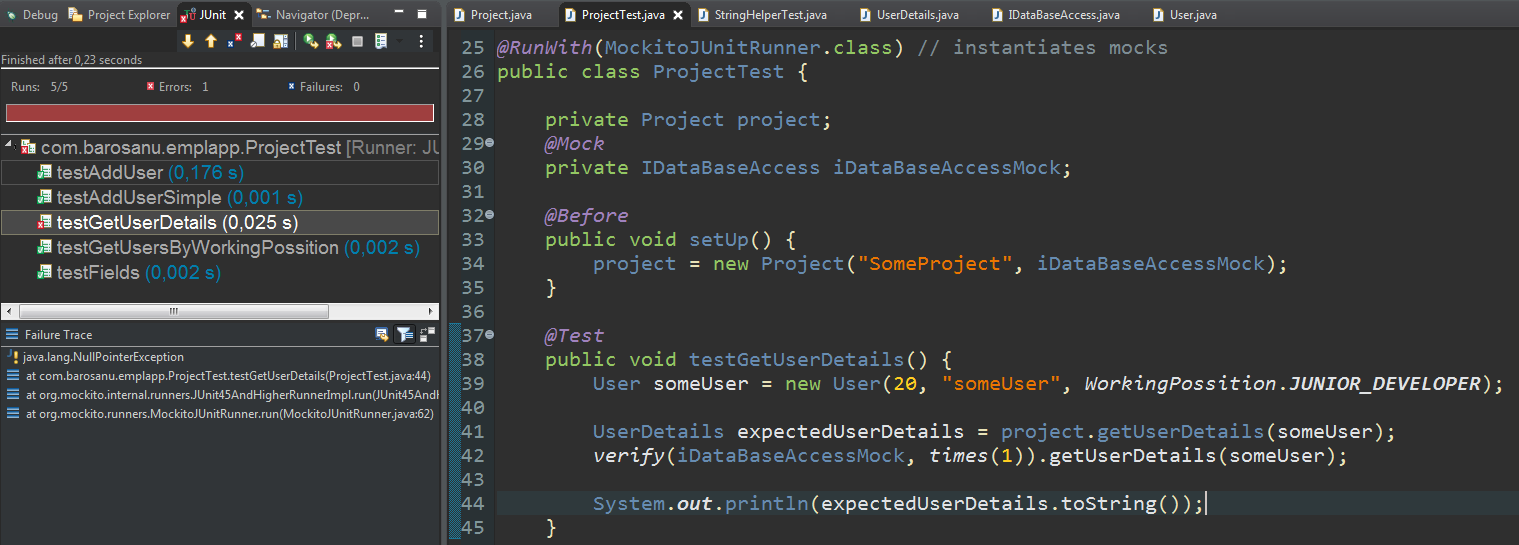 Debug Project Explorer JUnit Navigator (Depr...
Finished after 0,23 seconds
Runs: 5/5 Errors: 1 Failures: 0
com.barosanu.emplapp.ProjectTest [Runner: JU
testAddUser (0,176 s)
testAddUserSimple (0,001 s)
testGetUserDetails (0,025 s)
testGetUsersByWorkingPossition (0,002 s)
testFields (0,002 s)
Failure Trace
java.lang.NullPointerException
at com.barosanu.emplapp.ProjectTest.testGetUserDetails(ProjectTest.java:44)
at org.mockito.internal.runners.JUnit45AndHigherRunnerImpl.run(JUnit45AndH
at org.mockito.runners.MockitoJUnitRunner.run(MockitoJUnitRunner.java:62)
Project.java ProjectTest.java StringHelperTest.java UserDetails.java IDataBaseAccess.java User.java
25 @RunWith(MockitoJUnitRunner.class) // instantiates mocks
26 public class ProjectTest {
27
28     private Project project;
29     @Mock
30     private IDataBaseAccess iDataBaseAccessMock;
31
32     @Before
33     public void setUp() {
34         project = new Project("SomeProject", iDataBaseAccessMock);
35     }
36
37     @Test
38     public void testGetUserDetails() {
39         User someUser = new User(20, "someUser", WorkingPossition.JUNIOR_DEVELOPER);
40
41         UserDetails expectedUserDetails = project.getUserDetails(someUser);
42         verify(iDataBaseAccessMock, times(1)).getUserDetails(someUser);
43
44         System.out.println(expectedUserDetails.toString());
45     }